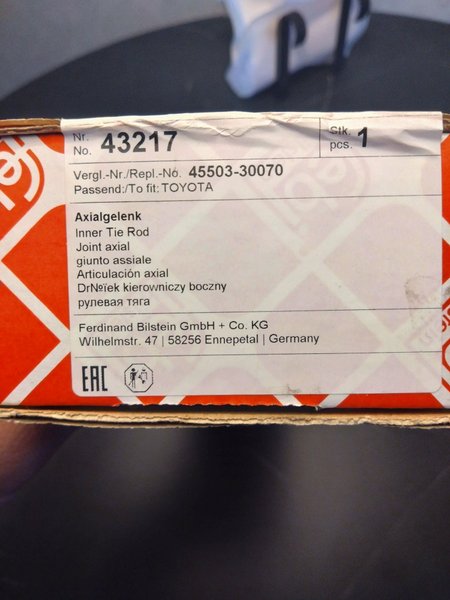 Nr.
No. 43217
Stk.
pcs. 1
Vergl.-Nr./Repl.-No. 45503-30070
Passend:/To fit: TOYOTA
Axialgelenk
Inner Tie Rod
Joint axial
giunto assiale
Articulación axial
Dr№iek kierowniczy boczny
рулевая тяга
Ferdinand Bilstein GmbH + Co. KG
Wilhelmstr. 47 | 58256 Ennepetal | Germany
EAC